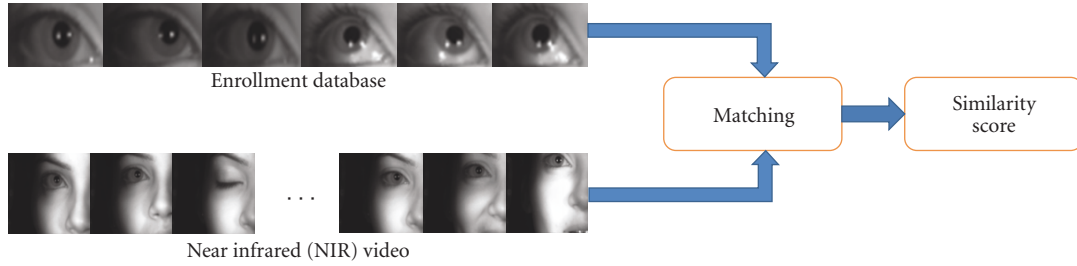 Enrollment database
Matching
Similarity
score
. . .
Near infrared (NIR) video